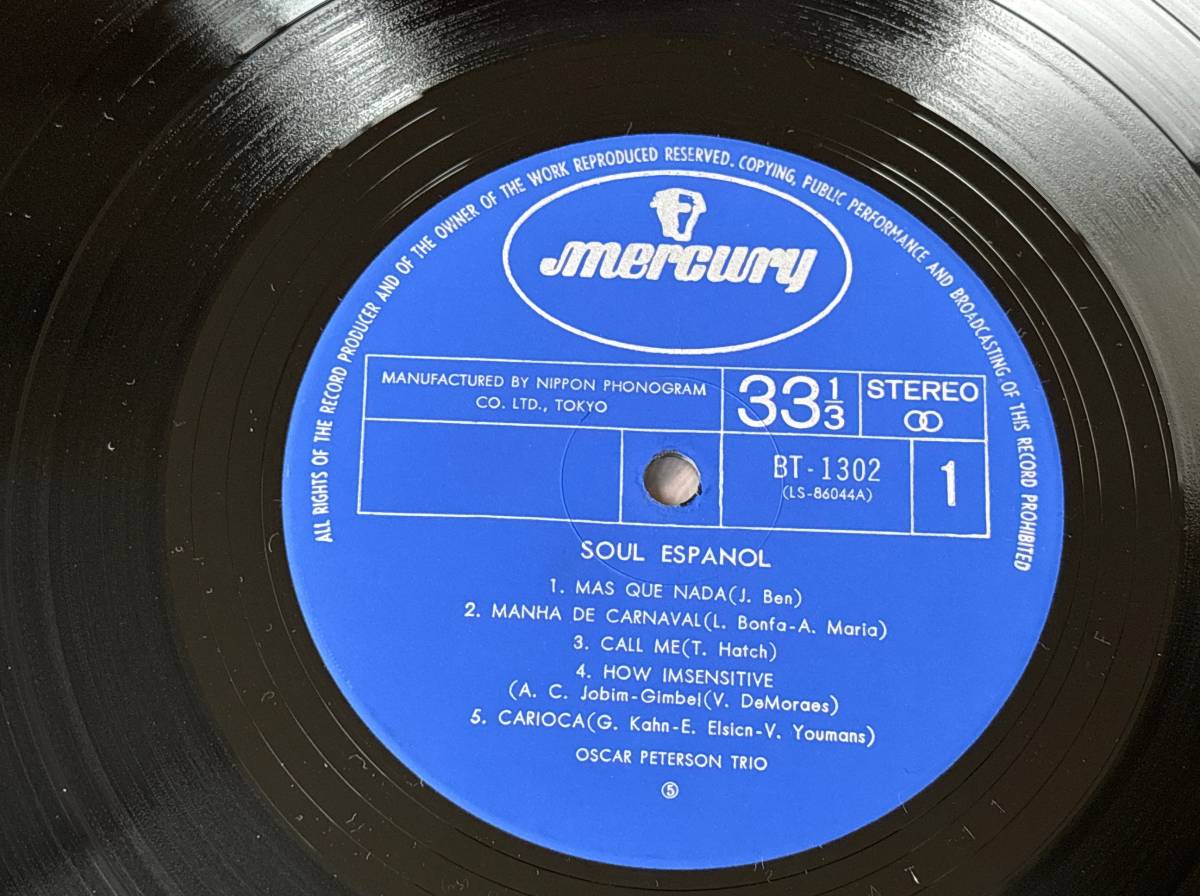 ALL RIGHTS OF THE RECORD PRODUCER AND OF THE OWNER OF THE WORK REPRODUCED RESERVED. COPYING, PUBLIC PERFORMANCE AND BROADCASTING OF THIS RECORD PROHIBITED
mercury
MANUFACTURED BY NIPPON PHONOGRAM
CO. LTD., TOKYO
33 1/3
STEREO
BT-1302
(LS-86044A)
1
SOUL ESPANOL
1. MAS QUE NADA(J. Ben)
2. MANHA DE CARNAVAL(L. Bonfa-A. Maria)
3. CALL ME(T. Hatch)
4. HOW IMSENSITIVE
(A. C. Jobim-Gimbel(V. DeMoraes)
5. CARIOCA(G. Kahn-E. Elsicn-V. Youmans)
OSCAR PETERSON TRIO
⑤